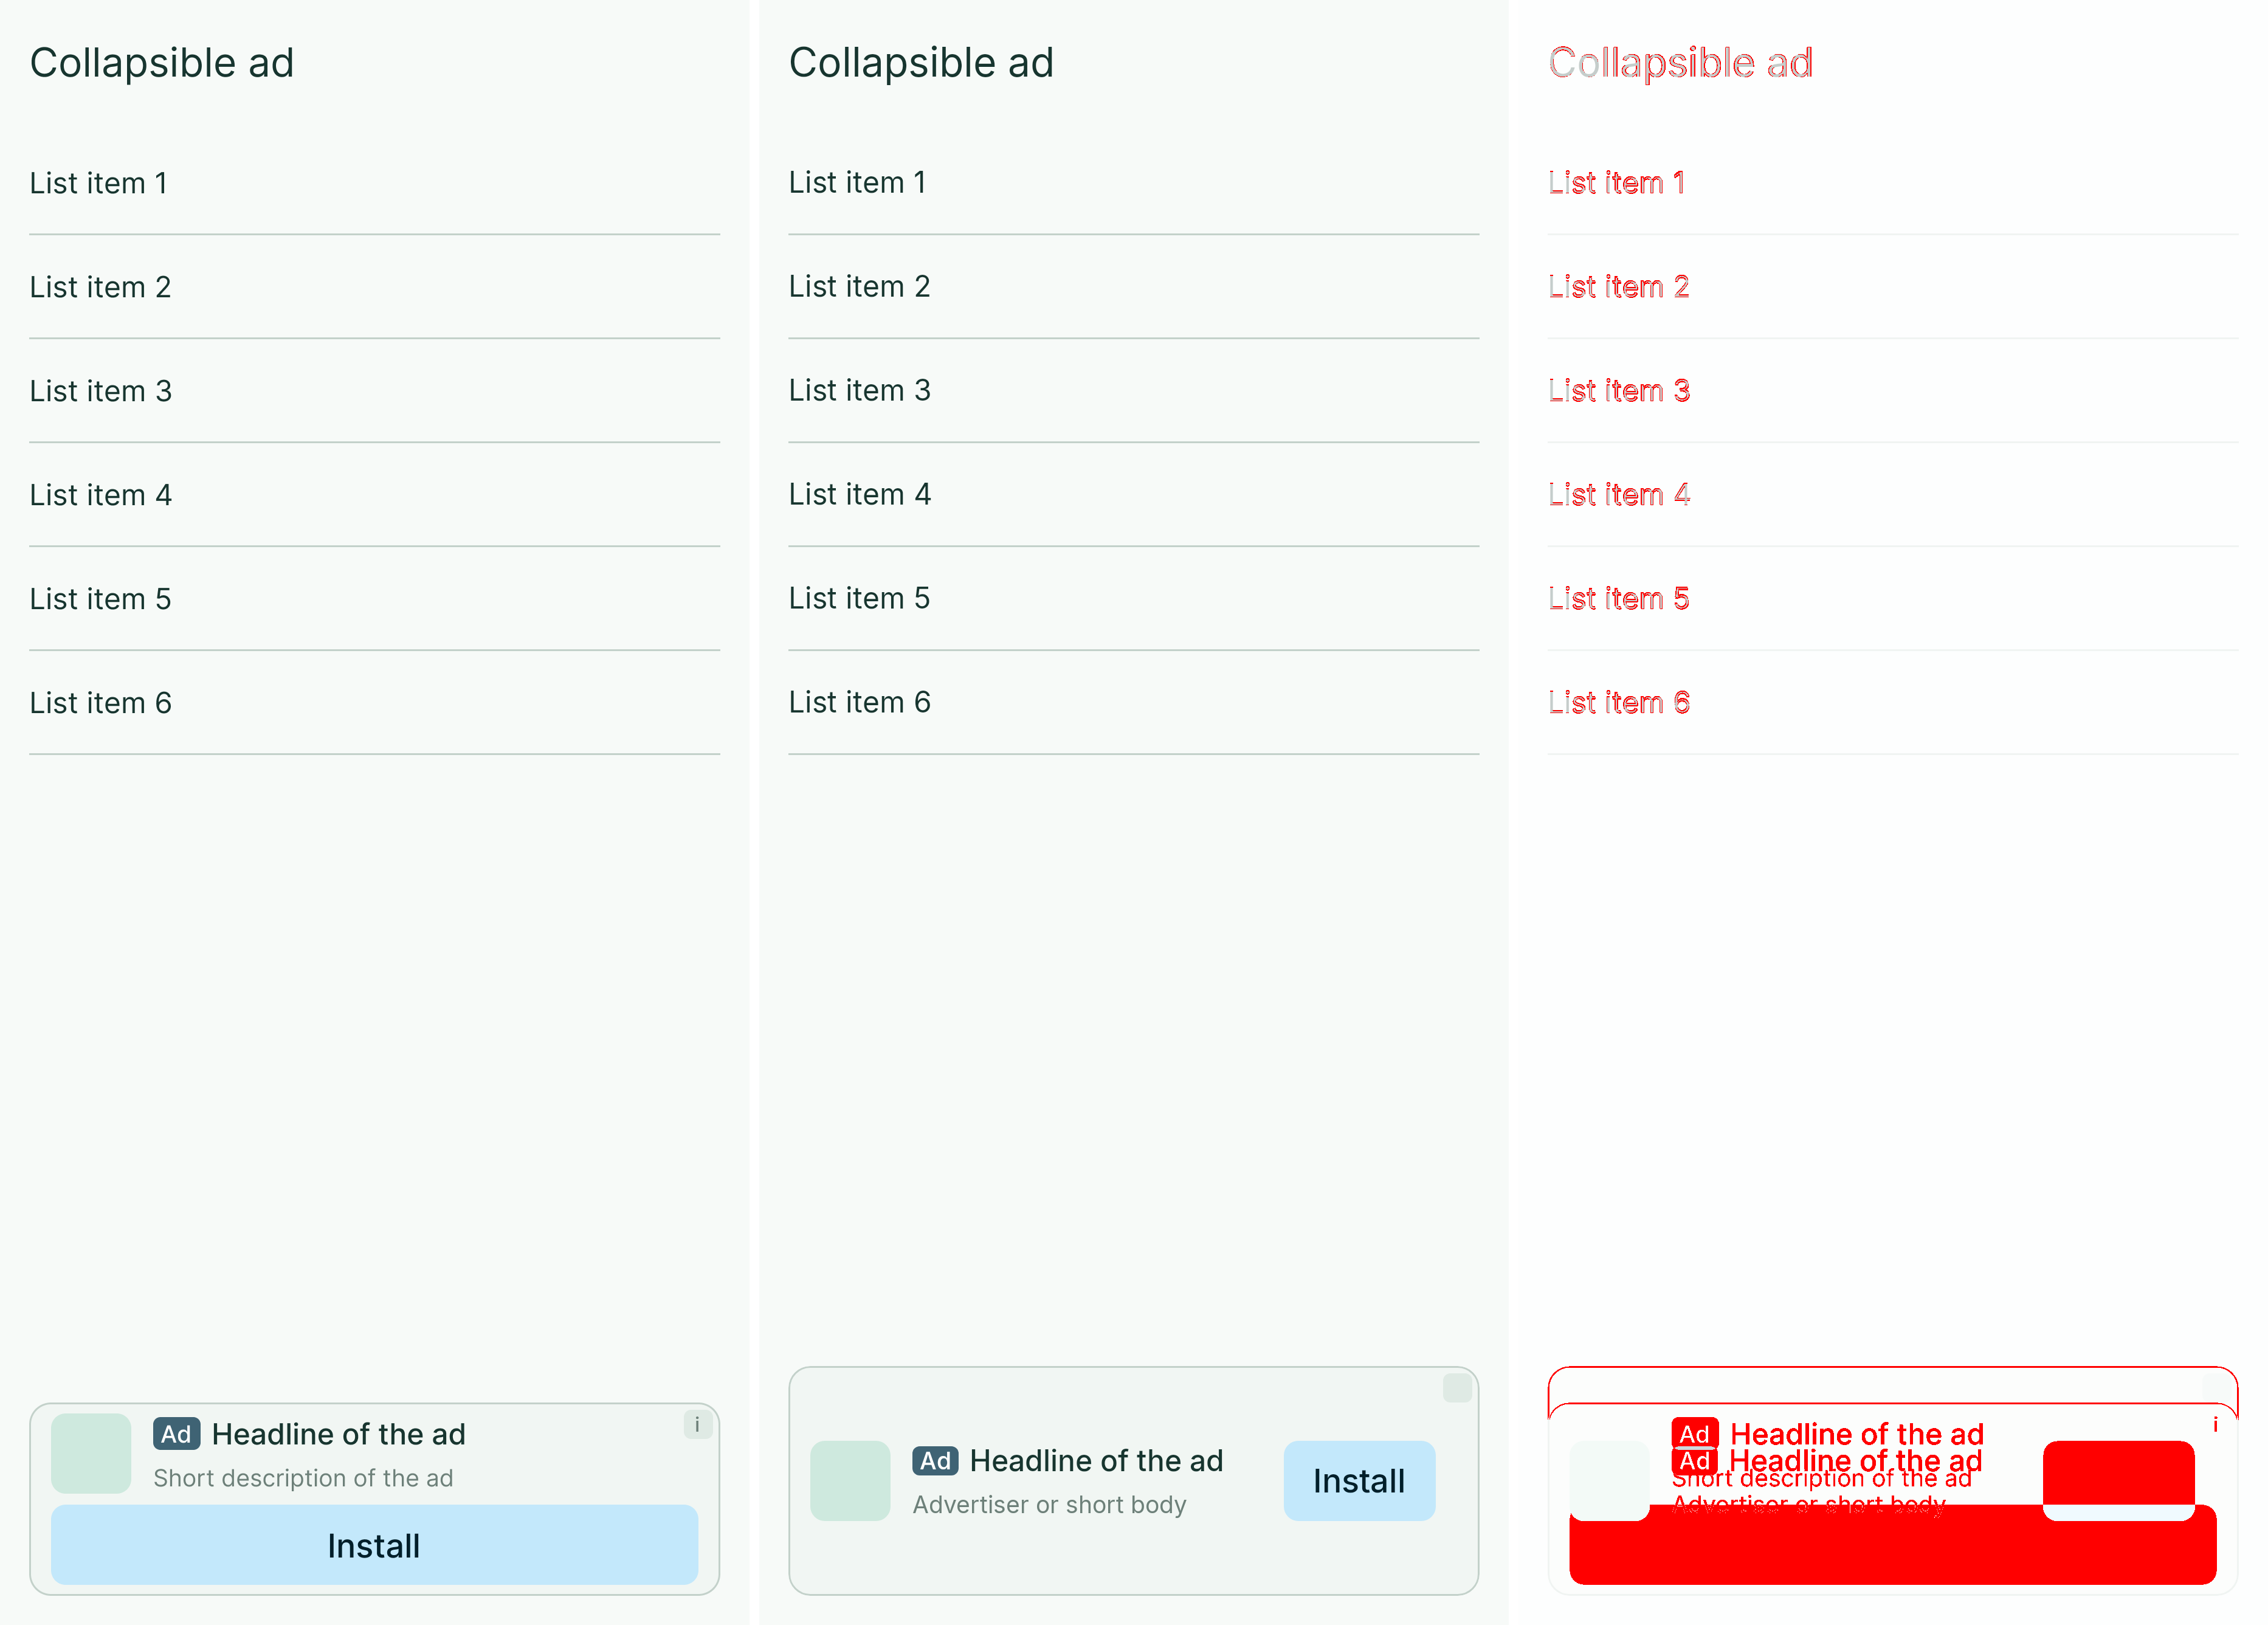 Collapsible ad
List item 1
List item 2
List item 3
List item 4
List item 5
List item 6
Ad Headline of the ad
i
Short description of the ad
Install
Collapsible ad
List item 1
List item 2
List item 3
List item 4
List item 5
List item 6
Ad Headline of the ad
Advertiser or short body
Install
Collapsible ad
List item 1
List item 2
List item 3
List item 4
List item 5
List item 6
Ad Headline of the ad
i
Ad Headline of the ad
Short description of the ad
Advertiser or short body